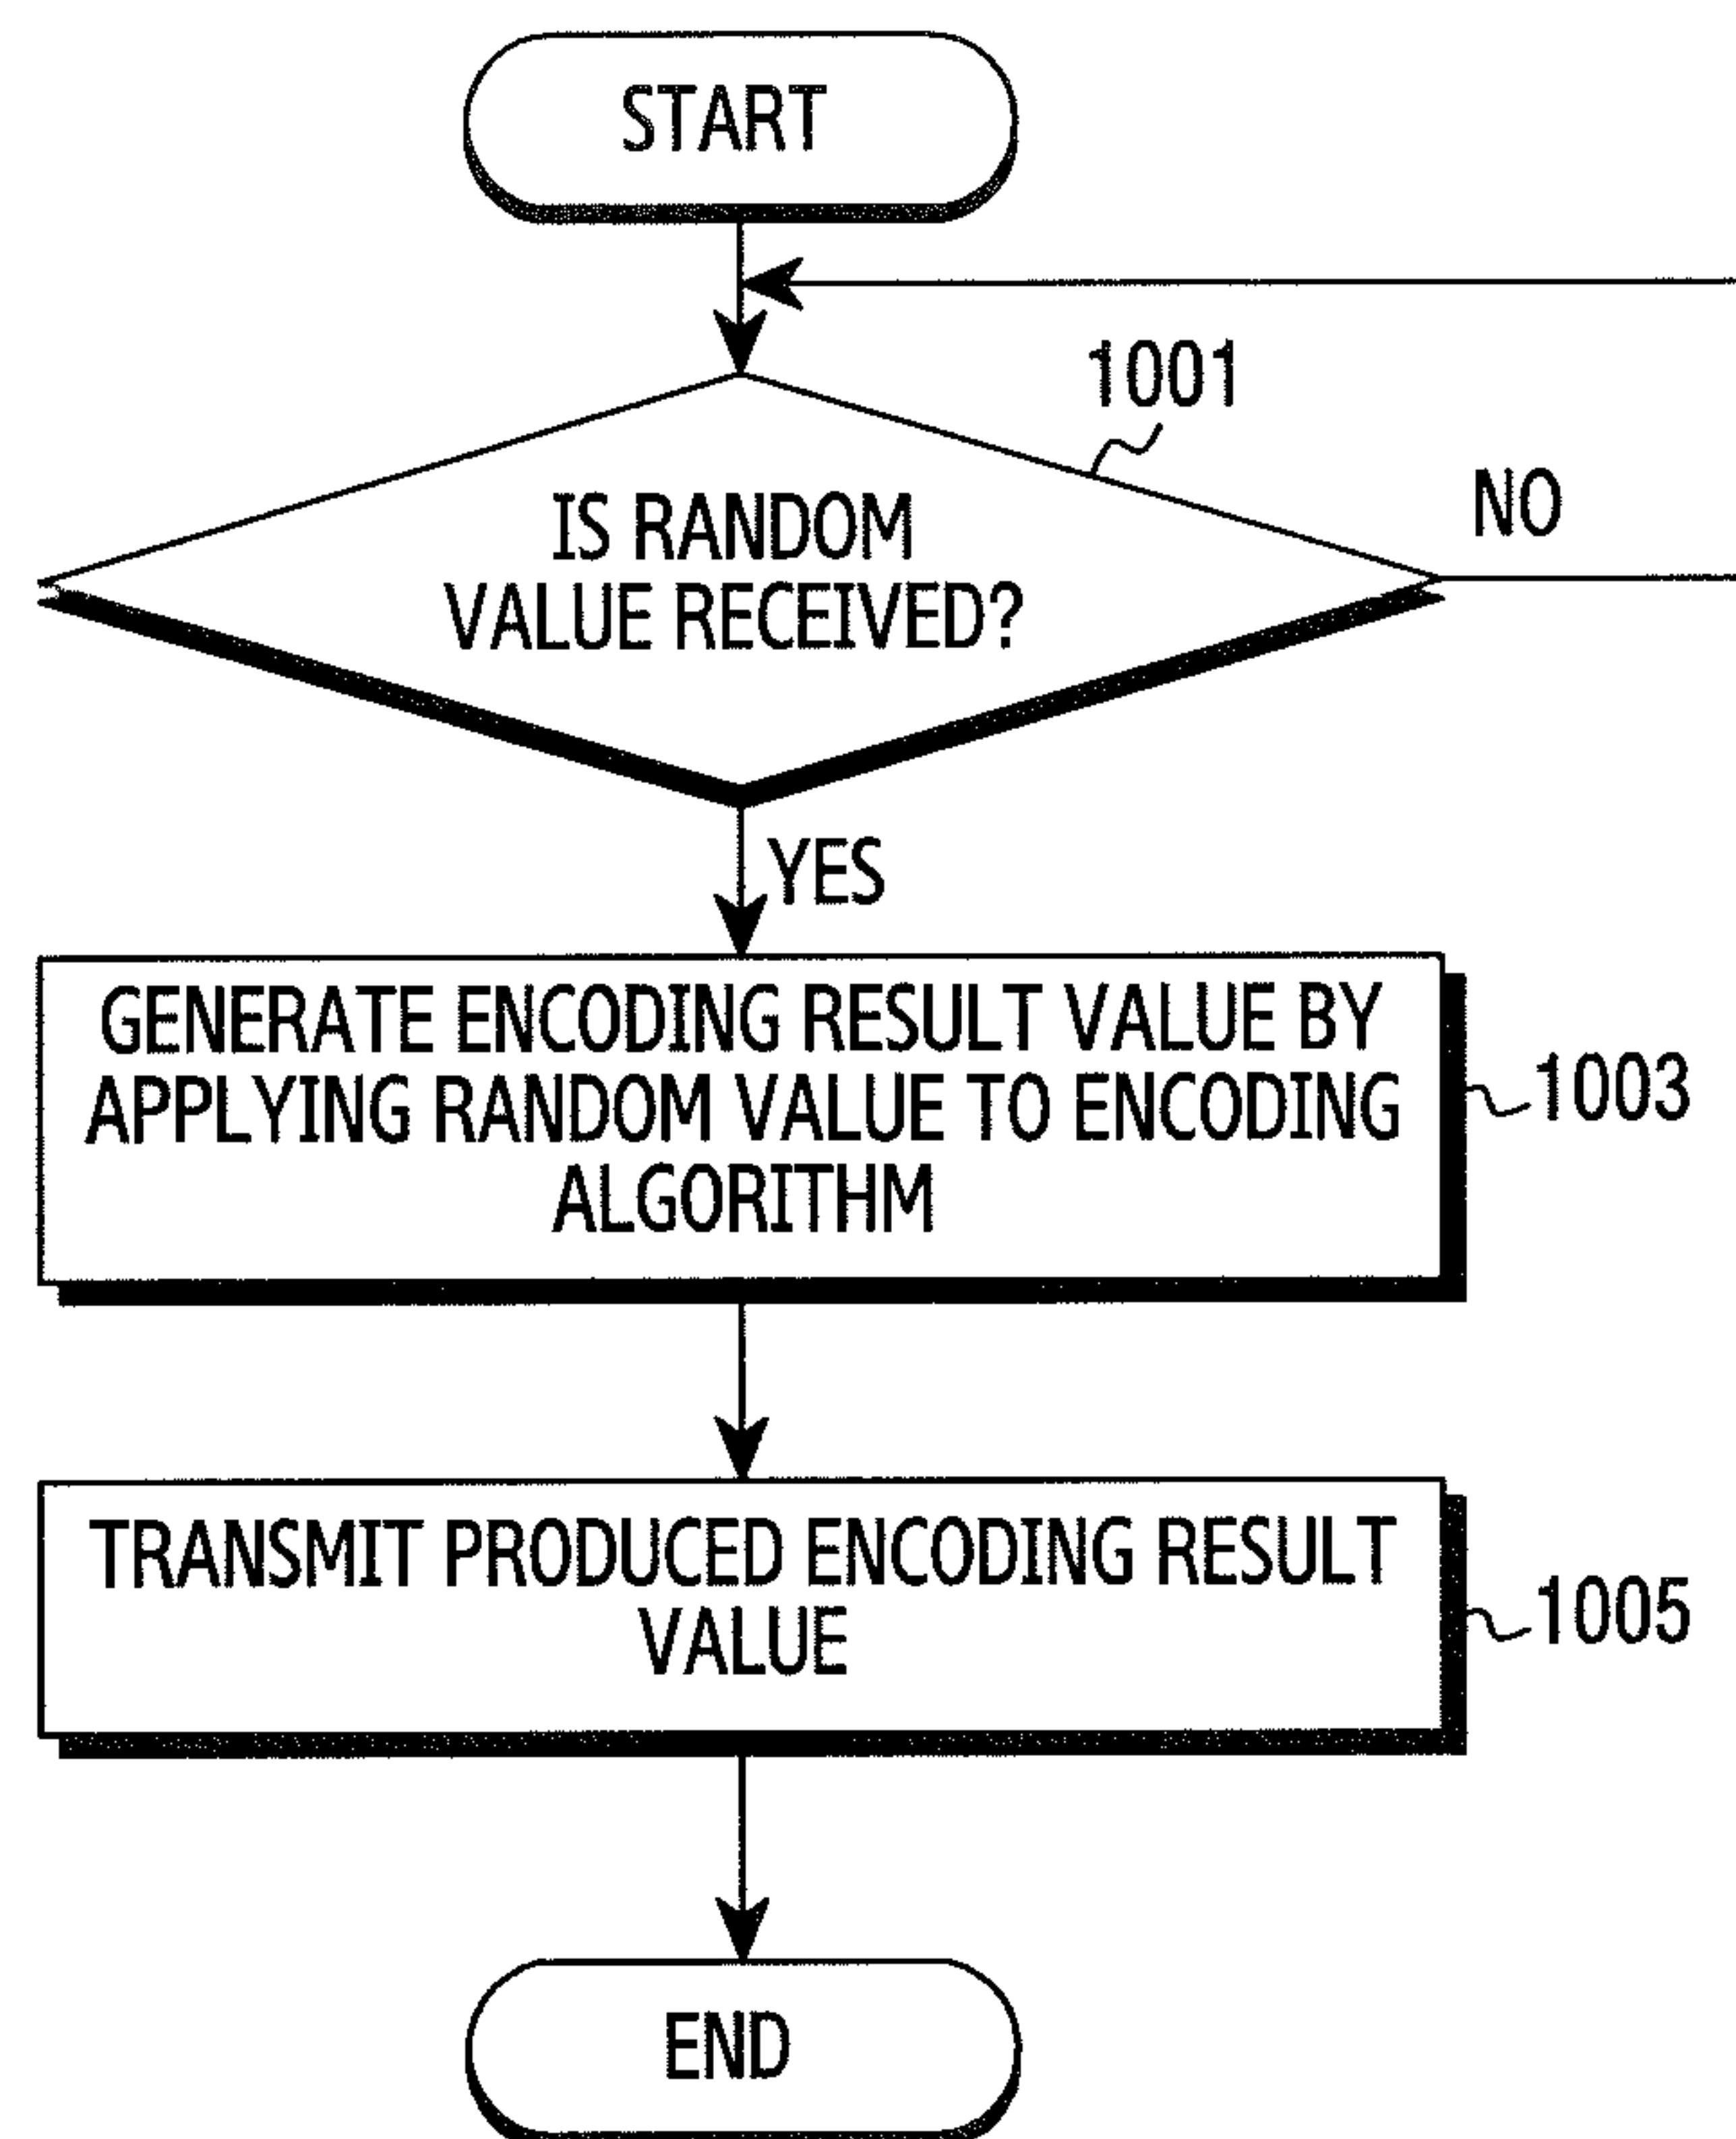 START
1001
NO
IS RANDOM
VALUE RECEIVED?
YES
GENERATE ENCODING RESULT VALUE BY
APPLYING RANDOM VALUE TO ENCODING
ALGORITHM
1003
TRANSMIT PRODUCED ENCODING RESULT
VALUE
1005
END